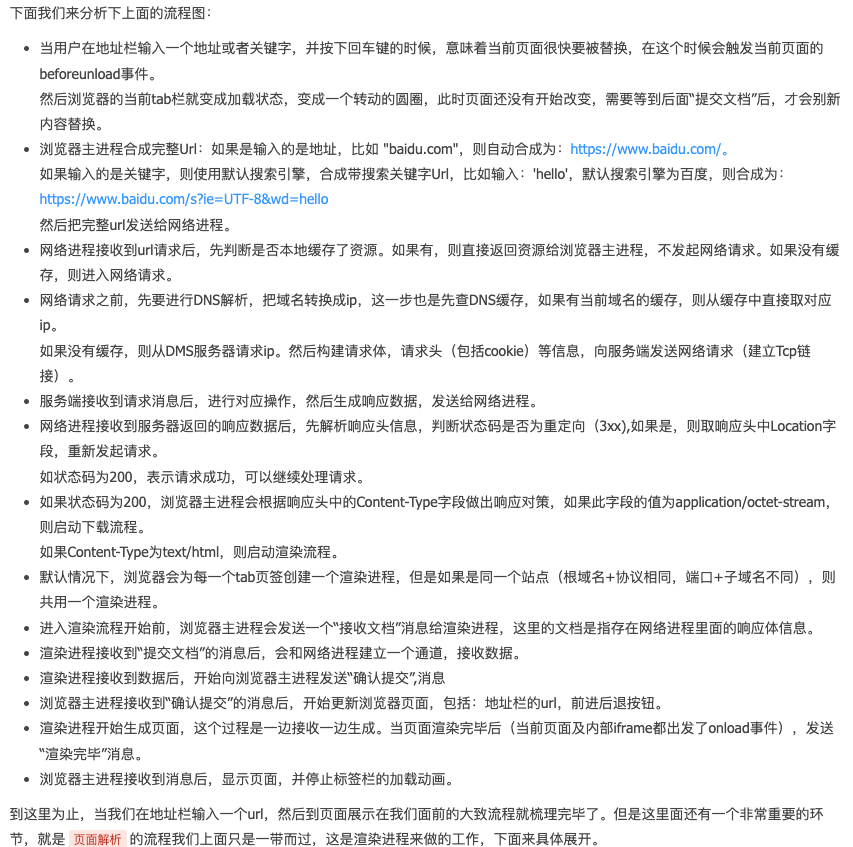 下面我们来分析下上面的流程图：
当用户在地址栏输入一个地址或者关键字，并按下回车键的时候，意味着当前页面很快要被替换，在这个时候会触发当前页面的
beforeunload事件。
然后浏览器的当前tab栏就变成加载状态，变成一个转动的圆圈，此时页面还没有开始改变，需要等到后面“提交文档”后，才会别新
内容替换。
浏览器主进程合成完整Url：如果是输入的是地址，比如 "baidu.com"，则自动合成为：https://www.baidu.com/。
如果输入的是关键字，则使用默认搜索引擎，合成带搜索关键字Url，比如输入：'hello'，默认搜索引擎为百度，则合成为：
https://www.baidu.com/s?ie=UTF-8&wd=hello
然后把完整url发送给网络进程。
网络进程接收到url请求后，先判断是否本地缓存了资源。如果有，则直接返回资源给浏览器主进程，不发起网络请求。如果没有缓
存，则进入网络请求。
网络请求之前，先要进行DNS解析，把域名转换成ip，这一步也是先查DNS缓存，如果有当前域名的缓存，则从缓存中直接取对应
ip。
如果没有缓存，则从DMS服务器请求ip。然后构建请求体，请求头（包括cookie）等信息，向服务端发送网络请求（建立Tcp链
接）。
服务端接收到请求消息后，进行对应操作，然后生成响应数据，发送给网络进程。
网络进程接收到服务器返回的响应数据后，先解析响应头信息，判断状态码是否为重定向（3xx),如果是，则取响应头中Location字
段，重新发起请求。
如状态码为200，表示请求成功，可以继续处理请求。
如果状态码为200，浏览器主进程会根据响应头中的Content-Type字段做出响应对策，如果此字段的值为application/octet-stream，
则启动下载流程。
如果Content-Type为text/html，则启动渲染流程。
默认情况下，浏览器会为每一个tab页签创建一个渲染进程，但是如果是同一个站点（根域名+协议相同，端口+子域名不同），则
共用一个渲染进程。
进入渲染流程开始前，浏览器主进程会发送一个“接收文档”消息给渲染进程，这里的文档是指存在网络进程里面的响应体信息。
渲染进程接收到“提交文档”的消息后，会和网络进程建立一个通道，接收数据。
渲染进程接收到数据后，开始向浏览器主进程发送“确认提交”,消息
浏览器主进程接收到“确认提交”的消息后，开始更新浏览器页面，包括：地址栏的url，前进后退按钮。
渲染进程开始生成页面，这个过程是一边接收一边生成。当页面渲染完毕后（当前页面及内部iframe都出发了onload事件），发送
“渲染完毕”消息。
浏览器主进程接收到消息后，显示页面，并停止标签栏的加载动画。
到这里为止，当我们在地址栏输入一个url，然后到页面展示在我们面前的大致流程就梳理完毕了。但是这里面还有一个非常重要的环
节，就是 页面解析 的流程我们上面只是一带而过，这是渲染进程来做的工作，下面来具体展开。